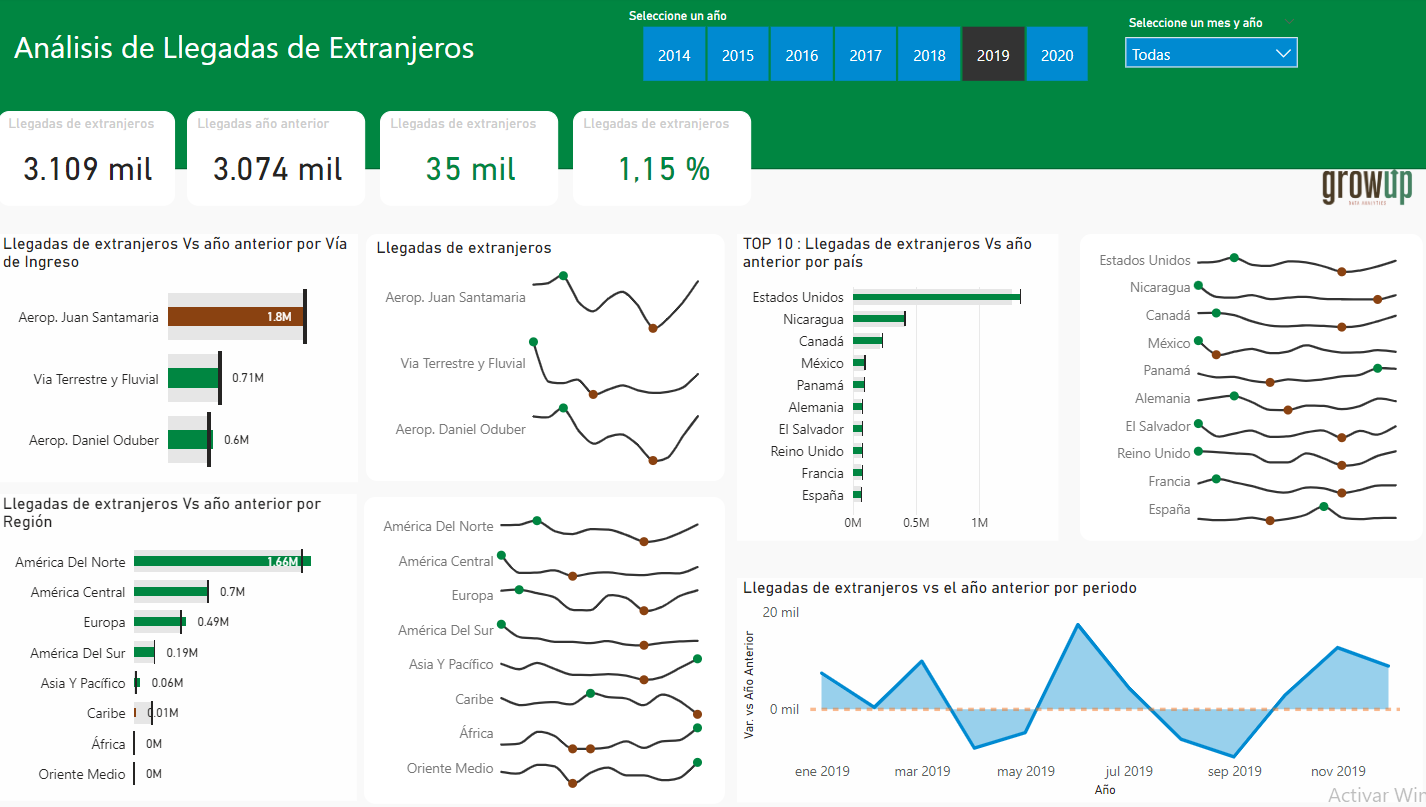 Análisis de Llegadas de Extranjeros
Seleccione un año
2014
2015
2016
2017
2018
2019
2020
Seleccione un mes y año
Todas
Llegadas de extranjeros
3.109 mil
Llegadas año anterior
3.074 mil
Llegadas de extranjeros
35 mil
Llegadas de extranjeros
1,15 %
growup
DATA ANALYTICS
Llegadas de extranjeros Vs año anterior por Vía
de Ingreso
Aerop. Juan Santamaria
1.8M
Via Terrestre y Fluvial
0.71M
Aerop. Daniel Oduber
0.6M
Llegadas de extranjeros
Aerop. Juan Santamaria
Via Terrestre y Fluvial
Aerop. Daniel Oduber
TOP 10 : Llegadas de extranjeros Vs año
anterior por país
Estados Unidos
Nicaragua
Canadá
México
Panamá
Alemania
El Salvador
Reino Unido
Francia
España
0M
0.5M
1M
Estados Unidos
Nicaragua
Canadá
México
Panamá
Alemania
El Salvador
Reino Unido
Francia
España
Llegadas de extranjeros Vs año anterior por
Región
América Del Norte
1.66M
América Central
0.7M
Europa
0.49M
América Del Sur
0.19M
Asia Y Pacífico
0.06M
Caribe
0.01M
África
0M
Oriente Medio
0M
América Del Norte
América Central
Europa
América Del Sur
Asia Y Pacífico
Caribe
África
Oriente Medio
Llegadas de extranjeros vs el año anterior por periodo
Var. vs Año Anterior
20 mil
0 mil
ene 2019
mar 2019
may 2019
jul 2019
sep 2019
nov 2019
Año
Activar Win